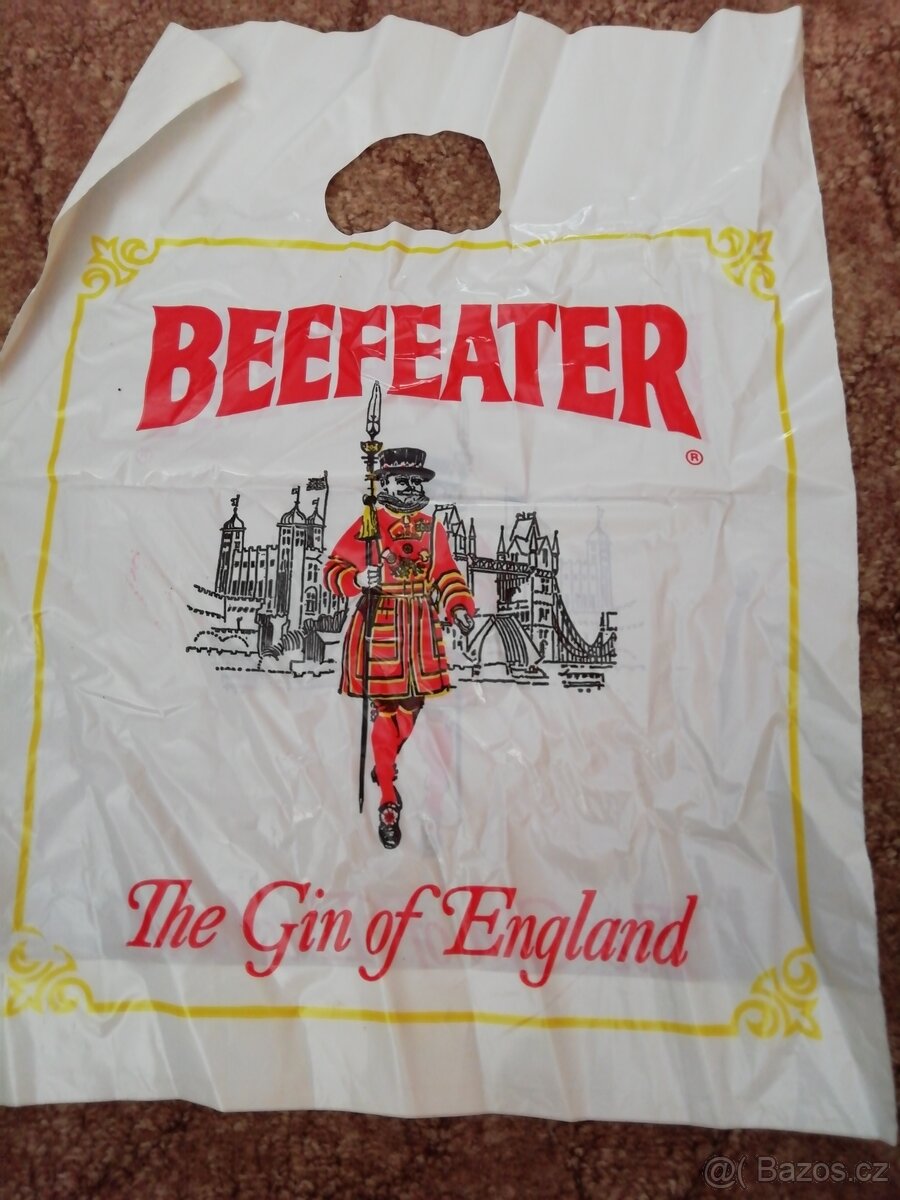 BEEFEATER
®
The Gin of England
@( Bazos.cz